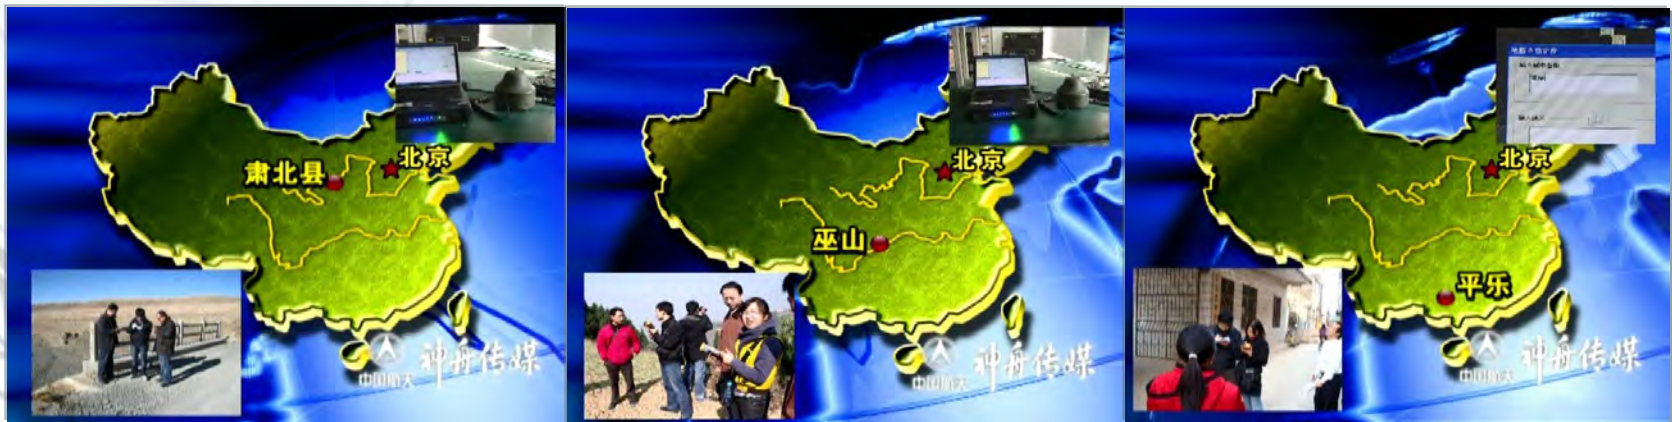 肃北县
北京
中国航天
神舟传媒
巫山
北京
中国航天
神舟传媒
北京
平乐
中国航天
神舟传媒